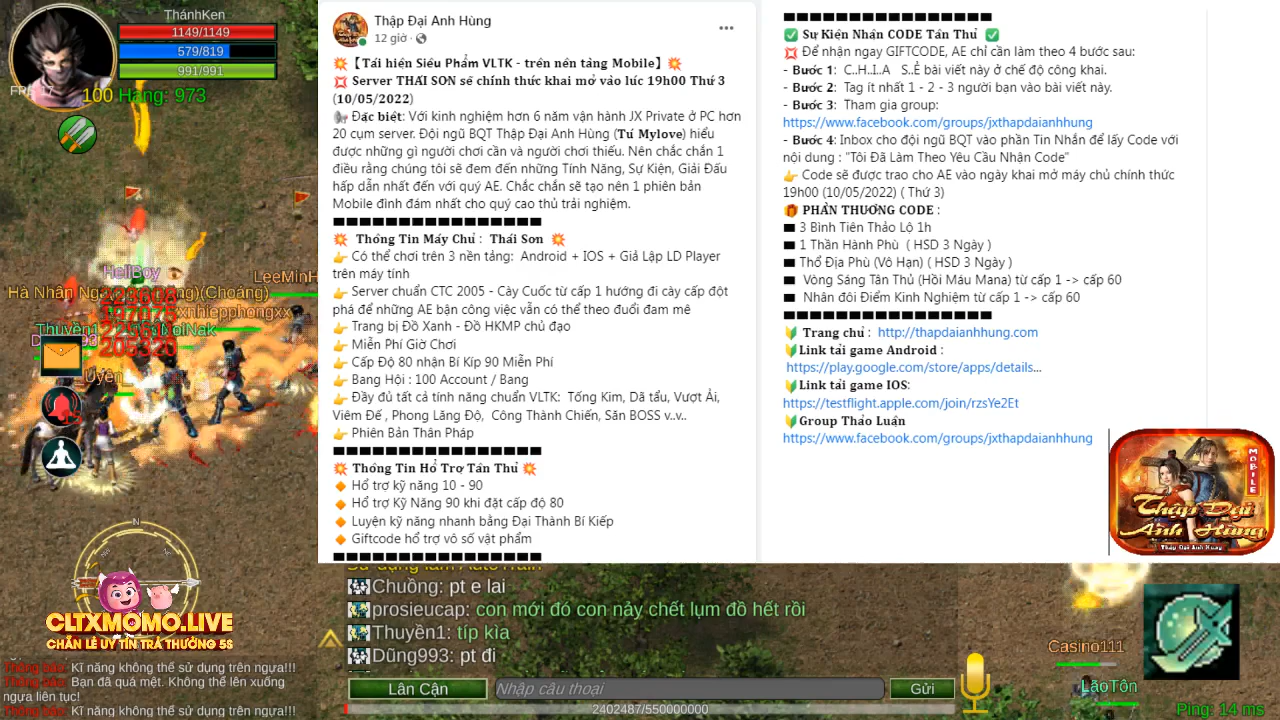 ThánhKen
1149/1149
579/819
991/991
100 Hang: 973
HellBoy
LeeMinH
Thuyền1
_Uyên_
CLTXMOMO.LIVE
CHẴN LẺ UY TÍN TRẢ THƯỞNG 5S
Thông báo: Kĩ năng không thể sử dụng trên ngựa!!!
Thông báo: Bạn đã quá mệt. Không thể lên xuống
ngựa liên tục!
Thông báo: Kĩ năng không thể sử dụng trên ngựa!!!
Thập Đại Anh Hùng
12 giờ ·
【Tái hiện Siêu Phẩm VLTK - trên nền tảng Mobile】
Server THÁI SƠN sẽ chính thức khai mở vào lúc 19h00 Thứ 3
(10/05/2022)
Đặc biệt: Với kinh nghiệm hơn 6 năm vận hành JX Private ở PC hơn
20 cụm server. Đội ngũ BQT Thập Đại Anh Hùng (Tứ Mylove) hiểu
được những gì người chơi cần và người chơi thiếu. Nên chắc chắn 1
điều rằng chúng tôi sẽ đem đến những Tính Năng, Sự Kiện, Giải Đấu
hấp dẫn nhất đến với quý AE. Chắc chắn sẽ tạo nên 1 phiên bản
Mobile đình đám nhất cho quý cao thủ trải nghiệm.
Thông Tin Máy Chủ : Thái Sơn
Có thể chơi trên 3 nền tảng: Android + IOS + Giả Lập LD Player
trên máy tính
Server chuẩn CTC 2005 - Cày Cuốc từ cấp 1 hướng đi cày cấp đột
phá để những AE bận công việc vẫn có thể theo đuổi đam mê
Trang bị Đồ Xanh - Đồ HKMP chủ đạo
Miễn Phí Giờ Chơi
Cấp Độ 80 nhận Bí Kíp 90 Miễn Phí
Bang Hội : 100 Account / Bang
Đầy đủ tất cả tính năng chuẩn VLTK: Tống Kim, Dã tẩu, Vượt Ải,
Viêm Đế , Phong Lăng Độ, Công Thành Chiến, Săn BOSS v.v..
Phiên Bản Thân Pháp
Thông Tin Hổ Trợ Tân Thủ
Hổ trợ kỹ năng 10 - 90
Hổ trợ Kỹ Năng 90 khi đặt cấp độ 80
Luyện kỹ năng nhanh bằng Đại Thành Bí Kiếp
Giftcode hổ trợ vô số vật phẩm
Sự Kiện Nhận CODE Tân Thủ
Để nhận ngay GIFTCODE, AE chỉ cần làm theo 4 bước sau:
- Bước 1: C..H..I..A S..Ẻ bài viết này ở chế độ công khai.
- Bước 2: Tag ít nhất 1 - 2 - 3 người bạn vào bài viết này.
- Bước 3: Tham gia group:
https://www.facebook.com/groups/jxthapdaianhhung
- Bước 4: Inbox cho đội ngũ BQT vào phần Tin Nhắn để lấy Code với
nội dung : "Tôi Đã Làm Theo Yêu Cầu Nhận Code"
Code sẽ được trao cho AE vào ngày khai mở máy chủ chính thức
19h00 (10/05/2022) ( Thứ 3)
PHẦN THƯỞNG CODE :
3 Bình Tiên Thảo Lộ 1h
1 Thần Hành Phù ( HSD 3 Ngày )
Thổ Địa Phù (Vô Hạn) ( HSD 3 Ngày )
Vòng Sáng Tân Thủ (Hồi Máu Mana) từ cấp 1 -> cấp 60
Nhân đôi Điểm Kinh Nghiệm từ cấp 1 -> cấp 60
Trang chủ : http://thapdaianhhung.com
Link tải game Android :
https://play.google.com/store/apps/details...
Link tải game IOS:
https://testflight.apple.com/join/rzsYe2Et
Group Thảo Luận
https://www.facebook.com/groups/jxthapdaianhhung
MOBILE
Thập Đại
Anh Hùng
Thập Đại Anh Hùng
Chuồng: pt e lai
prosieucap: con mới đó con này chết lụm đồ hết rồi
Thuyền1: típ kìa
Dũng993: pt đi
Lân Cận
Nhập câu thoại
Gửi
2402487/550000000
Casino111
LãoTôn
Ping: 14 ms